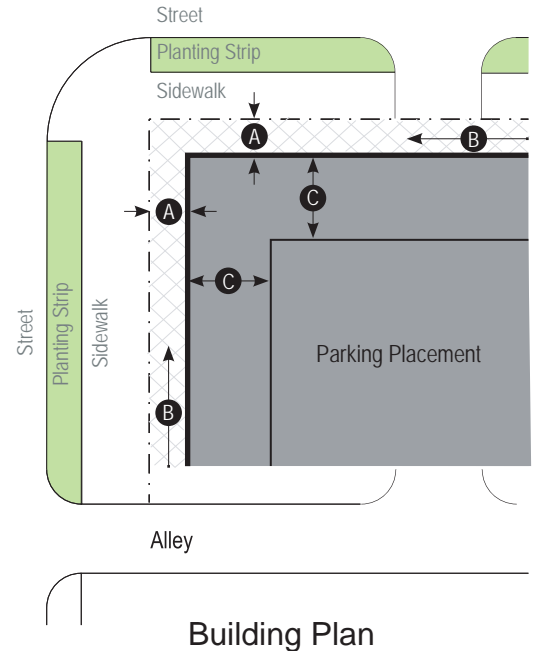 Street
Planting Strip
Sidewalk
A
B
A
C
C
Street
Planting Strip
Sidewalk
Parking Placement
B
Alley
Building Plan